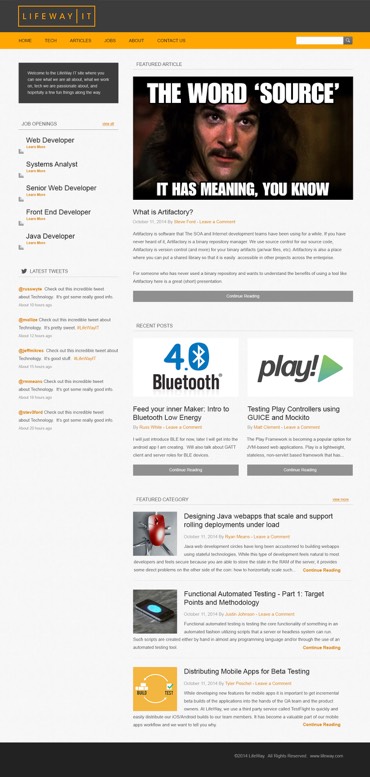 LIFEWAY | IT
HOME TECH ARTICLES JOBS ABOUT CONTACT US
Welcome to the LifeWay IT site where you
can see what we are all about, what we work
on, tech we are passionate about, and
hopefully a few fun things along the way.
JOB OPENINGS view all
Web Developer
Learn More
Systems Analyst
Learn More
Senior Web Developer
Learn More
Front End Developer
Learn More
Java Developer
Learn More
LATEST TWEETS
Check out this incredible tweet
about Technology. It's got some really good info.
About 10 hours ago
Check out this incredible tweet about
Technology. It's pretty sweet. #LifeWayIT
About 12 hours ago
Check out this incredible tweet about
Technology. It's good stuff. #LifeWayIT
About 15 hours ago
Check out this incredible tweet
about Technology. It's got some really good info.
About 18 hours ago
Check out this incredible tweet
about Technology. It's got some really good info.
About 20 hours ago
FEATURED ARTICLE
THE WORD 'SOURCE'
IT HAS MEANING, YOU KNOW
What is Artifactory?
October 11, 2014 By Steve Funk - Leave a Comment
Artifactory is software that The SOA and Internet development teams have been using for a while. If you have
never heard of it, Artifactory is a binary repository manager. We use source control for our source code,
Artifactory is version control (and more) for your binary artifacts (jar/war files, etc). Artifactory is also a place
where you can put a shared library so that it is easily accessible in other projects across the enterprise.
For someone who has never used a binary repository and wants to understand the benefits of using a tool like
Artifactory here is a great (short) presentation:
Continue Reading
RECENT POSTS
4.0
Bluetooth®
Feed your inner Maker: Intro to
Bluetooth Low Energy
By Russ White - Leave a Comment
I will just introduce BLE for now, later I will get into the
android app I am creating. Will also talk about GATT
client and server roles for BLE devices.
Continue Reading
play!
Testing Play Controllers using
GUICE and Mockito
By Matt Clement - Leave a Comment
The Play Framework is becoming a popular option for
JVM-based web applications. Play is a lightweight,
stateless, non-servlet based framework that has...
Continue Reading
FEATURED CATEGORY view more
Designing Java webapps that scale and support
rolling deployments under load
October 11, 2014 By Ryan Means - Leave a Comment
Java web development circles have long been accustomed to building webapps
using stateful technologies. While this type of development feels natural to most
developers and feels secure because you are able to store the state in the RAM of the server, it provides
some direct problems on the other side of the coin: how to horizontally scale such... Continue Reading
Functional Automated Testing - Part 1: Target
Points and Methodology
October 11, 2014 By Justin Johnson - Leave a Comment
Functional automated testing is testing the core functionality of something in an
automated fashion utilizing scripts that a server or headless system can run.
Such scripts are created either by hand in almost any programming language and/or through the use of an
automated testing tool. Continue Reading
BUILD TEST
Distributing Mobile Apps for Beta Testing
October 11, 2014 By Tyler - Leave a Comment
While developing new features for mobile apps it is important to get incremental
beta builds of the applications into the hands of the QA team and the product
owners. At LifeWay, we use a third party service called TestFlight to quickly and
easily distribute our iOS/Android builds to our team members. It has become a valuable part of our mobile
apps workflow and we want to tell you why. Continue Reading
©2014 LifeWay. All Rights Reserved. www.lifeway.com